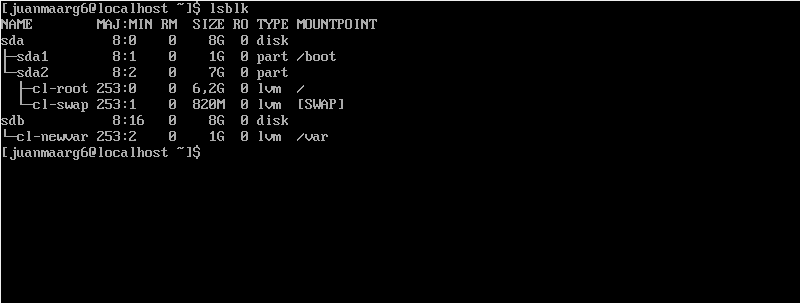 [juanmaarg6@localhost ~]$ lsblk
NAME        MAJ:MIN RM  SIZE RO TYPE MOUNTPOINT
sda           8:0    0    8G  0 disk
├─sda1        8:1    0    1G  0 part /boot
└─sda2        8:2    0    7G  0 part
  ├─cl-root 253:0    0  6,2G  0 lvm  /
  └─cl-swap 253:1    0  820M  0 lvm  [SWAP]
sdb           8:16   0    8G  0 disk
└─cl-newvar 253:2    0    1G  0 lvm  /var
[juanmaarg6@localhost ~]$